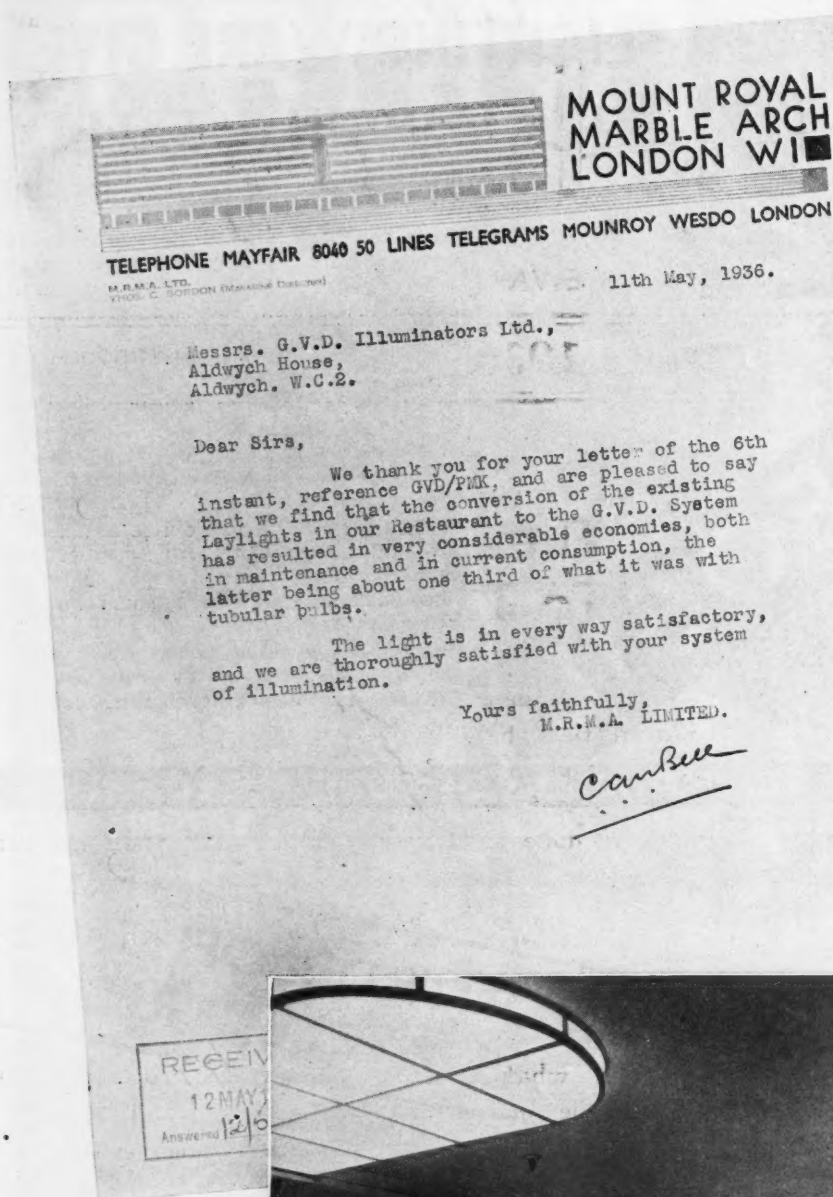 MOUNT ROYAL
MARBLE ARCH
LONDON W1
TELEPHONE MAYFAIR 8040 50 LINES TELEGRAMS MOUNROY WESDO LONDON
M.R.M.A. LTD.
THOS. C. GORDON (Managing Director)
11th May, 1936.
Messrs. G.V.D. Illuminators Ltd.,
Aldwych House,
Aldwych. W.C.2.
Dear Sirs,
We thank you for your letter of the 6th
instant, reference GVD/PMK, and are pleased to say
that we find that the conversion of the existing
Laylights in our Restaurant to the G.V.D. System
has resulted in very considerable economies, both
in maintenance and in current consumption, the
latter being about one third of what it was with
tubular bulbs.
The light is in every way satisfactory,
and we are thoroughly satisfied with your system
of illumination.
Yours faithfully,
M.R.M.A. LIMITED.
RECEIV
12 MAY
Answered 12/5